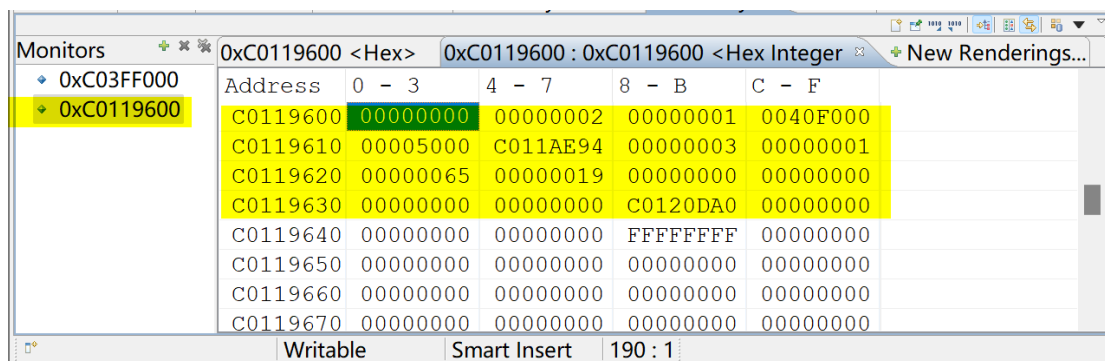 Monitors
0xC03FF000
0xC0119600
0xC0119600 <Hex> 0xC0119600 : 0xC0119600 <Hex Integer New Renderings...
Address 0 - 3 4 - 7 8 - B C - F
C0119600 00000000 00000002 00000001 0040F000
C0119610 00005000 C011AE94 00000003 00000001
C0119620 00000065 00000019 00000000 00000000
C0119630 00000000 00000000 C0120DA0 00000000
C0119640 00000000 00000000 FFFFFFFF 00000000
C0119650 00000000 00000000 00000000 00000000
C0119660 00000000 00000000 00000000 00000000
C0119670 00000000 00000000 00000000 00000000
Writable Smart Insert 190 : 1